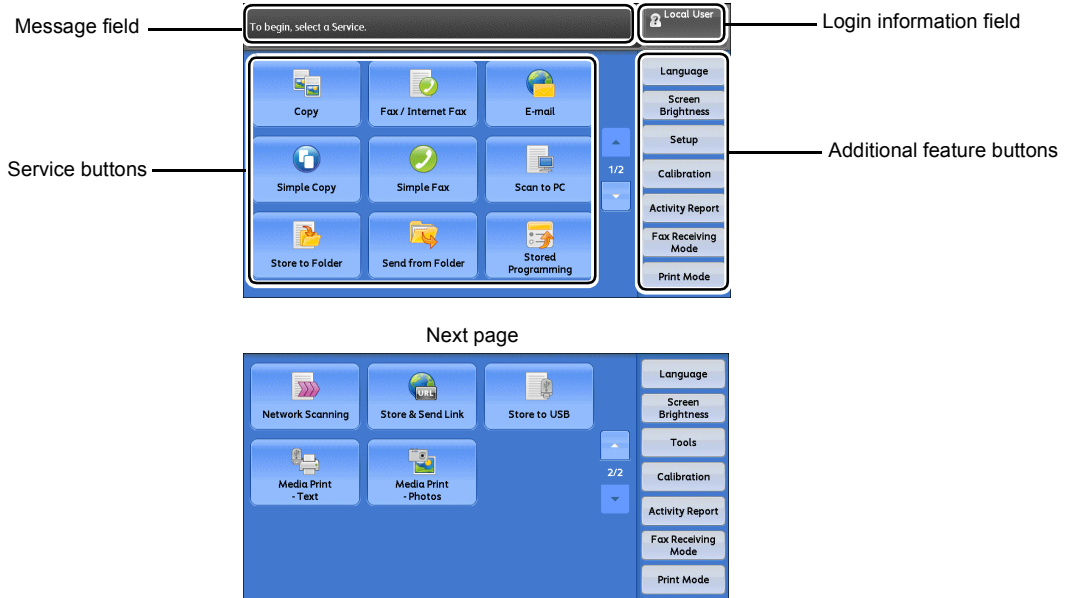 Message field
To begin, select a Service.
Local User
Login information field
Copy
Fax / Internet Fax
E-mail
Language
Screen
Brightness
Service buttons
Simple Copy
Simple Fax
Scan to PC
1/2
Setup
Calibration
Additional feature buttons
Store to Folder
Send from Folder
Stored
Programming
Activity Report
Fax Receiving
Mode
Print Mode
Next page
Network Scanning
URL
Store & Send Link
Store to USB
Language
Screen
Brightness
Media Print
- Text
Media Print
- Photos
2/2
Tools
Calibration
Activity Report
Fax Receiving
Mode
Print Mode